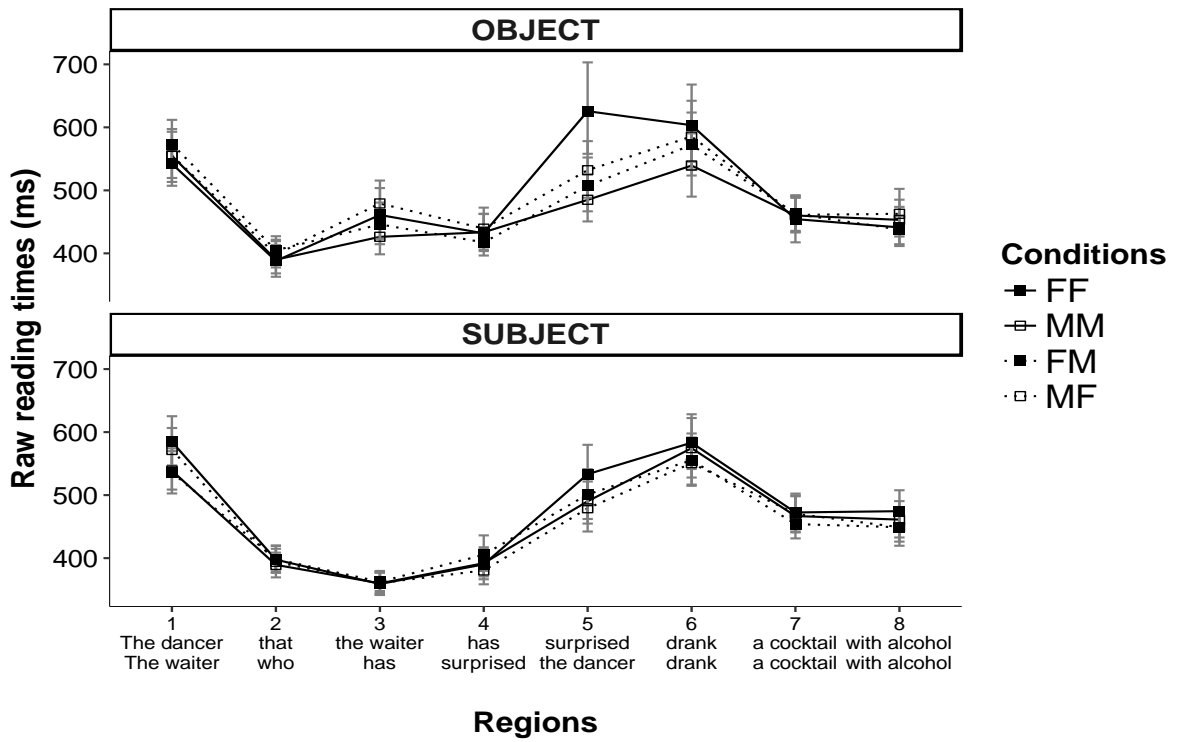 OBJECT
700
600
500
400
SUBJECT
700
600
500
400
Raw reading times (ms)
1 2 3 4 5 6 7 8
The dancer that the waiter has surprised drank a cocktail with alcohol
The waiter who has surprised the dancer drank a cocktail with alcohol
Regions
Conditions
FF
MM
FM
MF